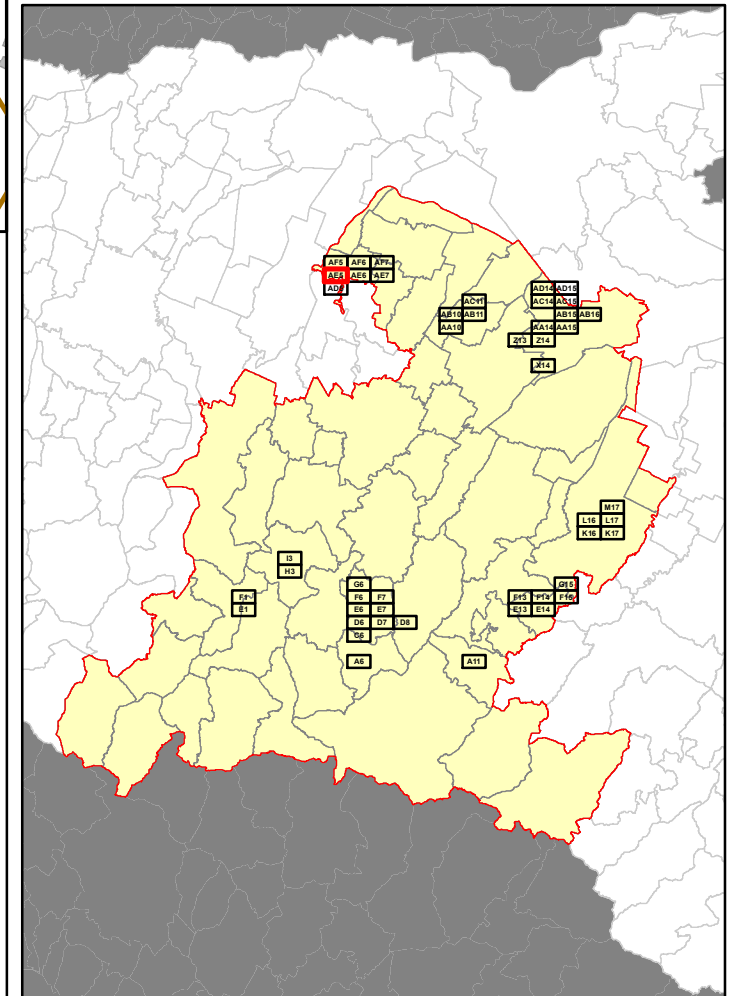 AF5 AF6 AF7
AE5 AE6 AE7
AD14 AD15
AC11 AC14 AC15
AB10 AB11 AB15 AB16
AA10 AA14 AA15
Z13 Z14
X14
M17
L16 L17
K16 K17
I3
H3
G6 G15
F1 F6 F7 F13 F14 F15
E1 E6 E7 E13 E14
D6 D7 D8
C6
A6 A11